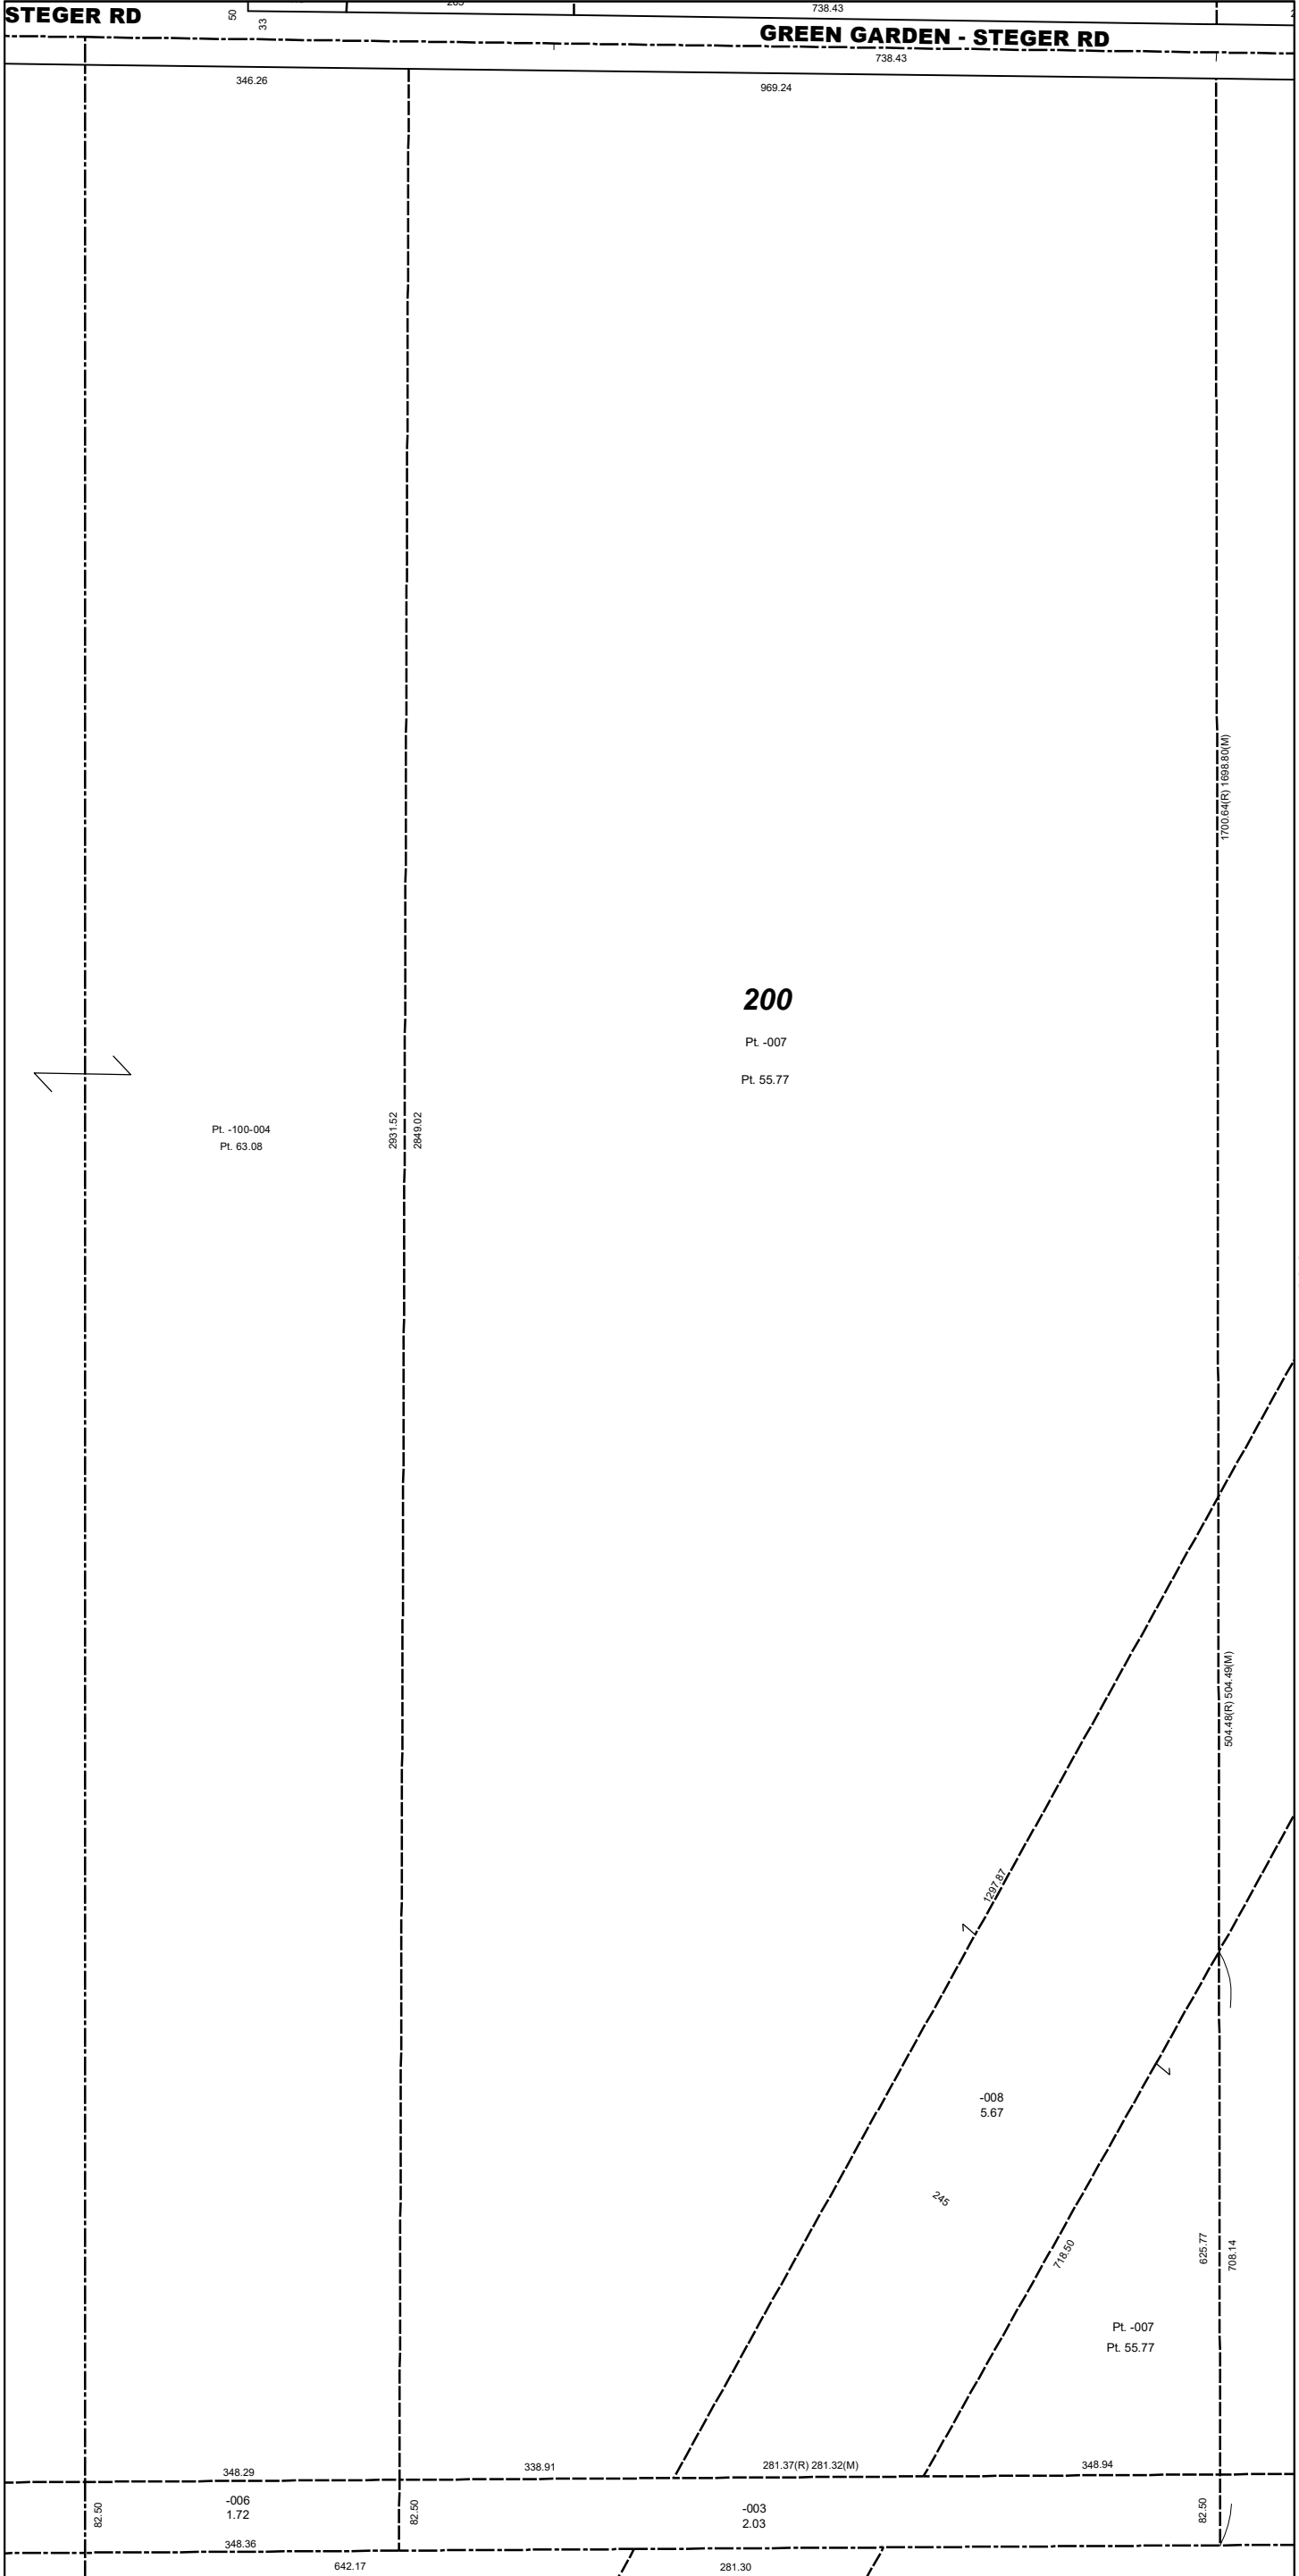 738.43
STEGER RD
50
33
GREEN GARDEN - STEGER RD
738.43
346.26
969.24
1700.64(R) 1698.80(M)
200
Pt. -007
Pt. 55.77
2931.52
2849.02
Pt. -100-004
Pt. 63.08
504.48(R) 504.49(M)
1297.87
-008
5.67
245
718.50
625.77
708.14
Pt. -007
Pt. 55.77
348.29
338.91
281.37(R) 281.32(M)
348.94
-006
1.72
82.50
82.50
-003
2.03
82.50
348.36
642.17
281.30